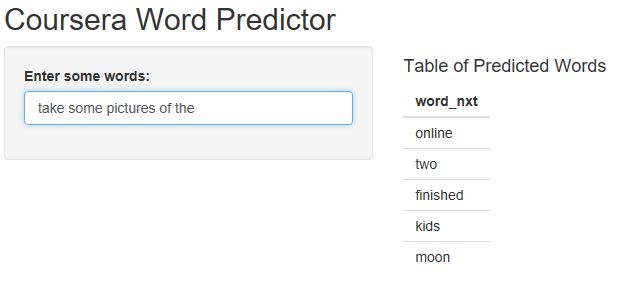 Coursera Word Predictor
Enter some words:
take some pictures of the
Table of Predicted Words
word_nxt
online
two
finished
kids
moon